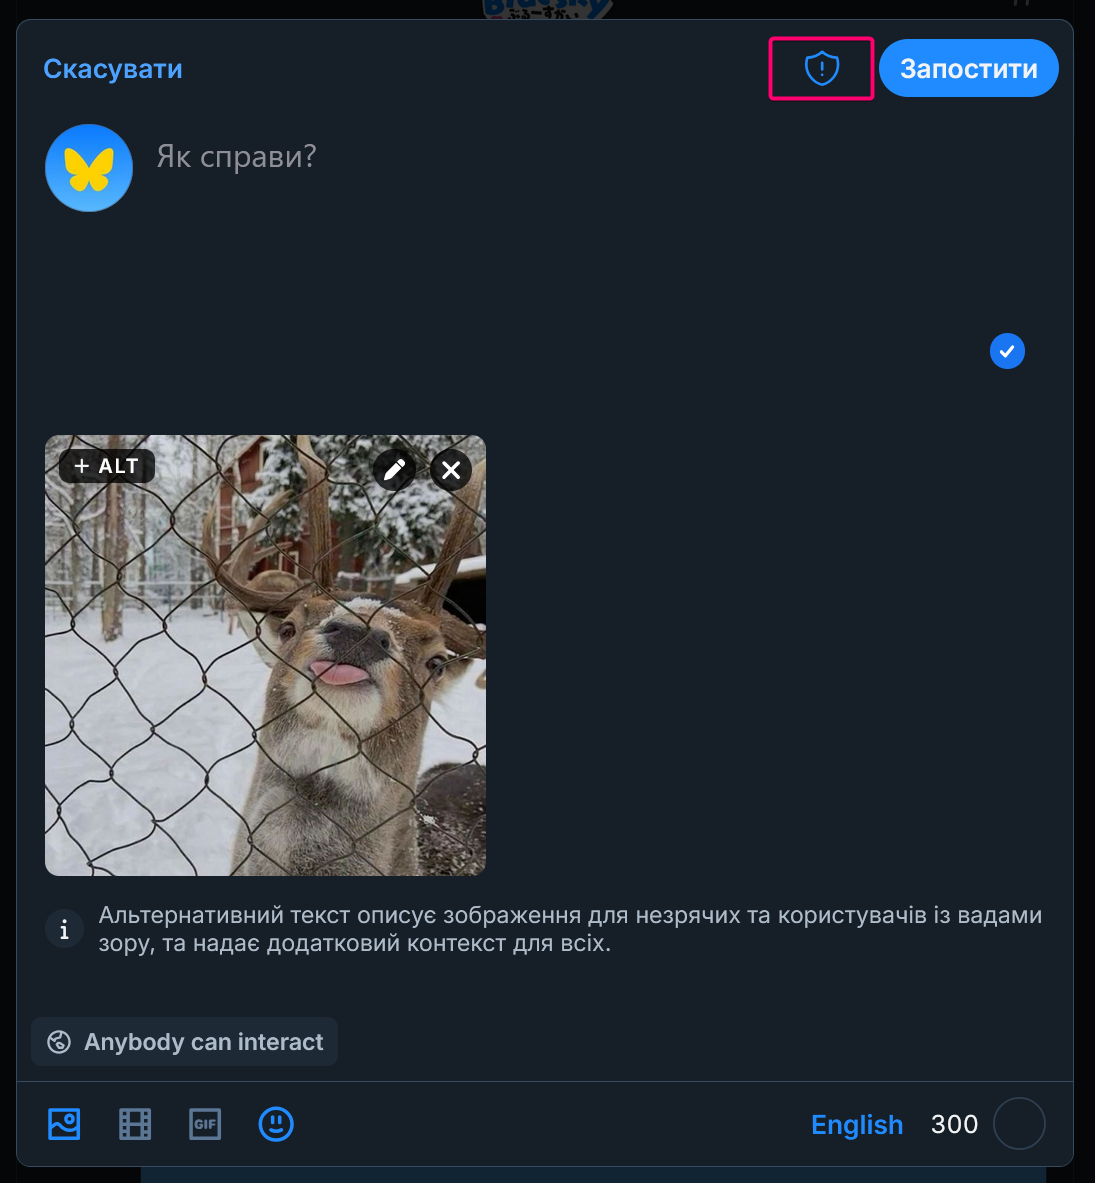 Скасувати
Запостити
Як справи?
+ ALT
Альтернативний текст описує зображення для незрячих та користувачів із вадами
зору, та надає додатковий контекст для всіх.
Anybody can interact
GIF
English 300